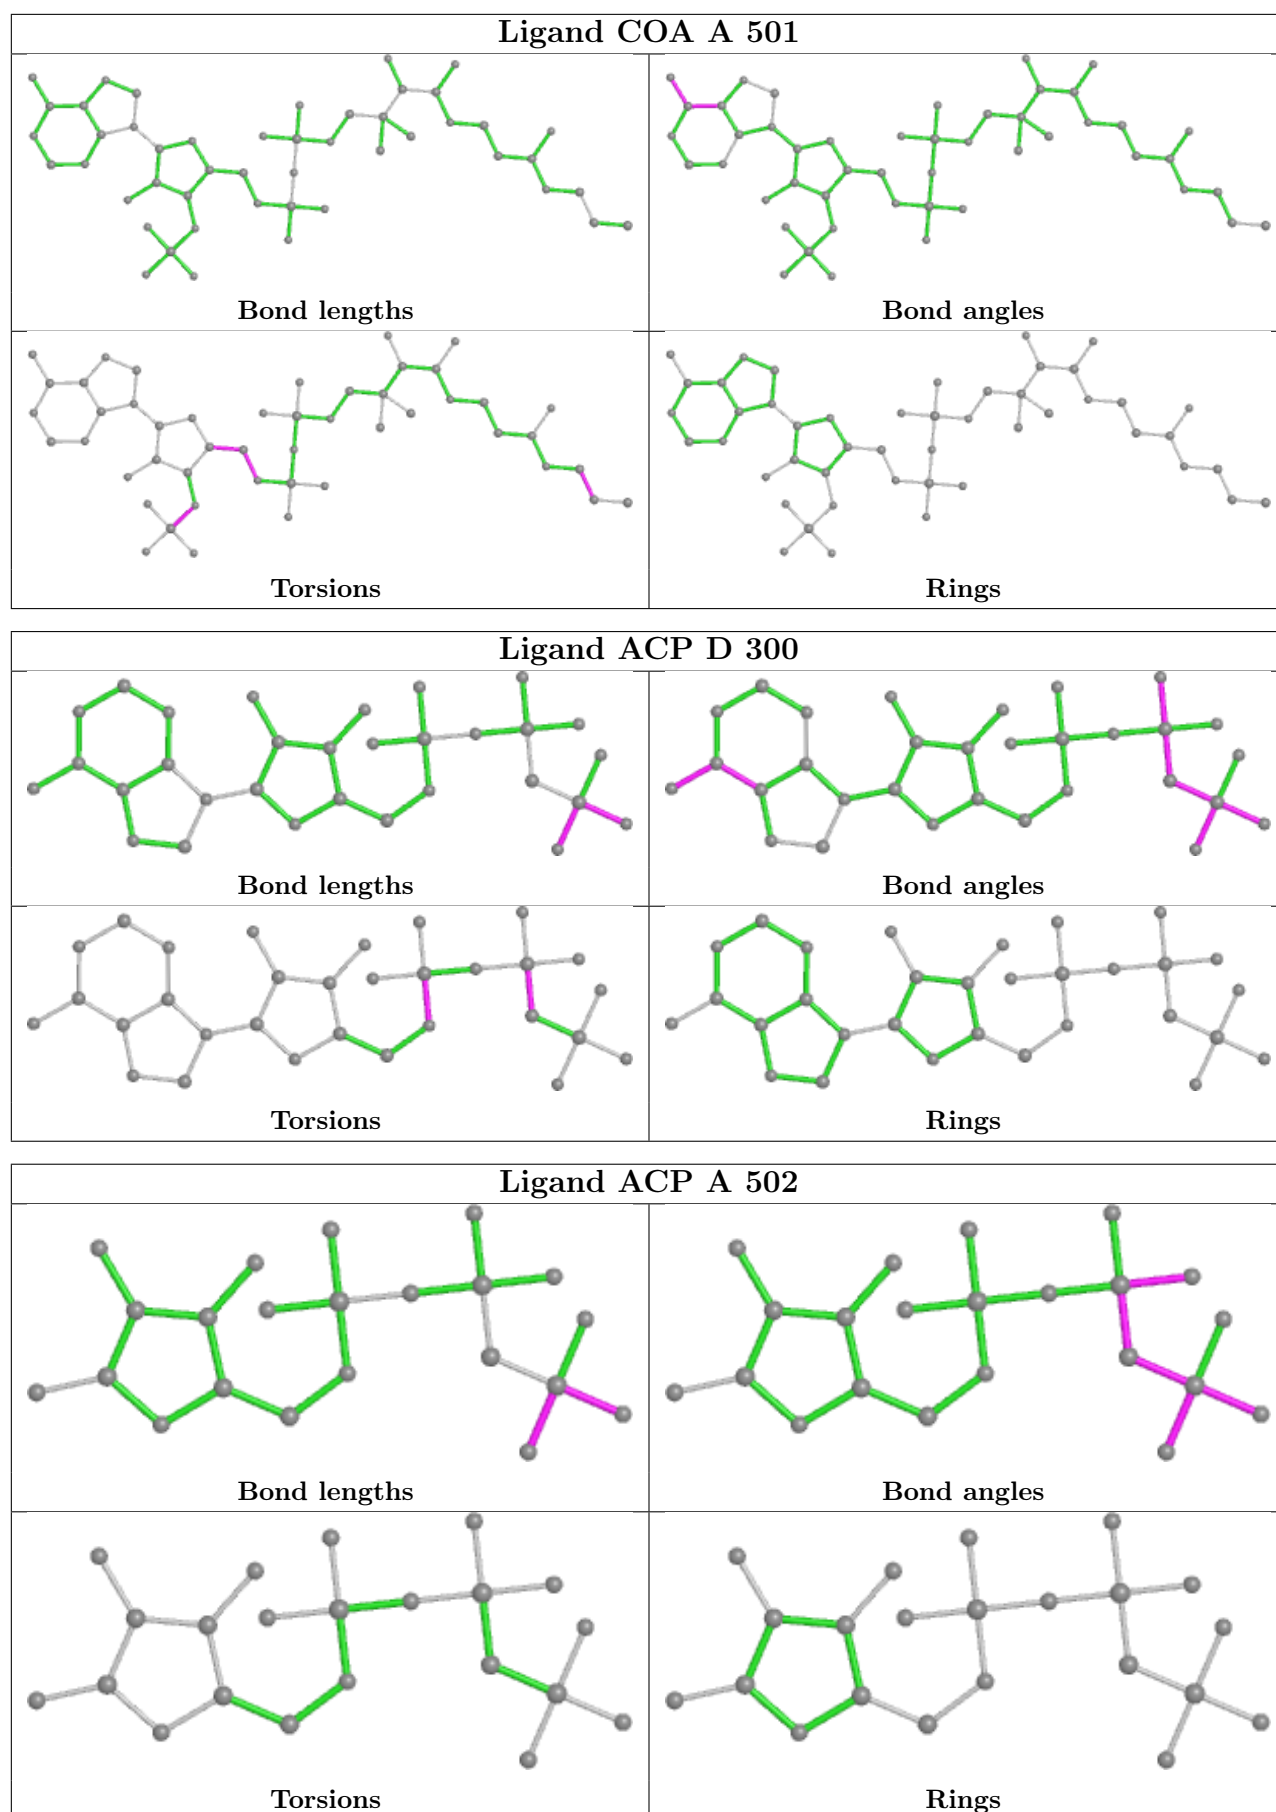 Ligand COA A 501
Bond lengths
Bond angles
Torsions
Rings
Ligand ACP D 300
Bond lengths
Bond angles
Torsions
Rings
Ligand ACP A 502
Bond lengths
Bond angles
Torsions
Rings